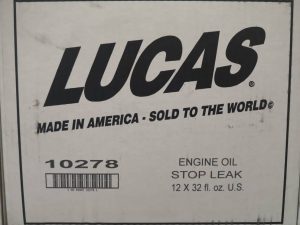 LUCAS®
MADE IN AMERICA - SOLD TO THE WORLD©
10278
ENGINE OIL
STOP LEAK
12 X 32 fl. oz. U.S.